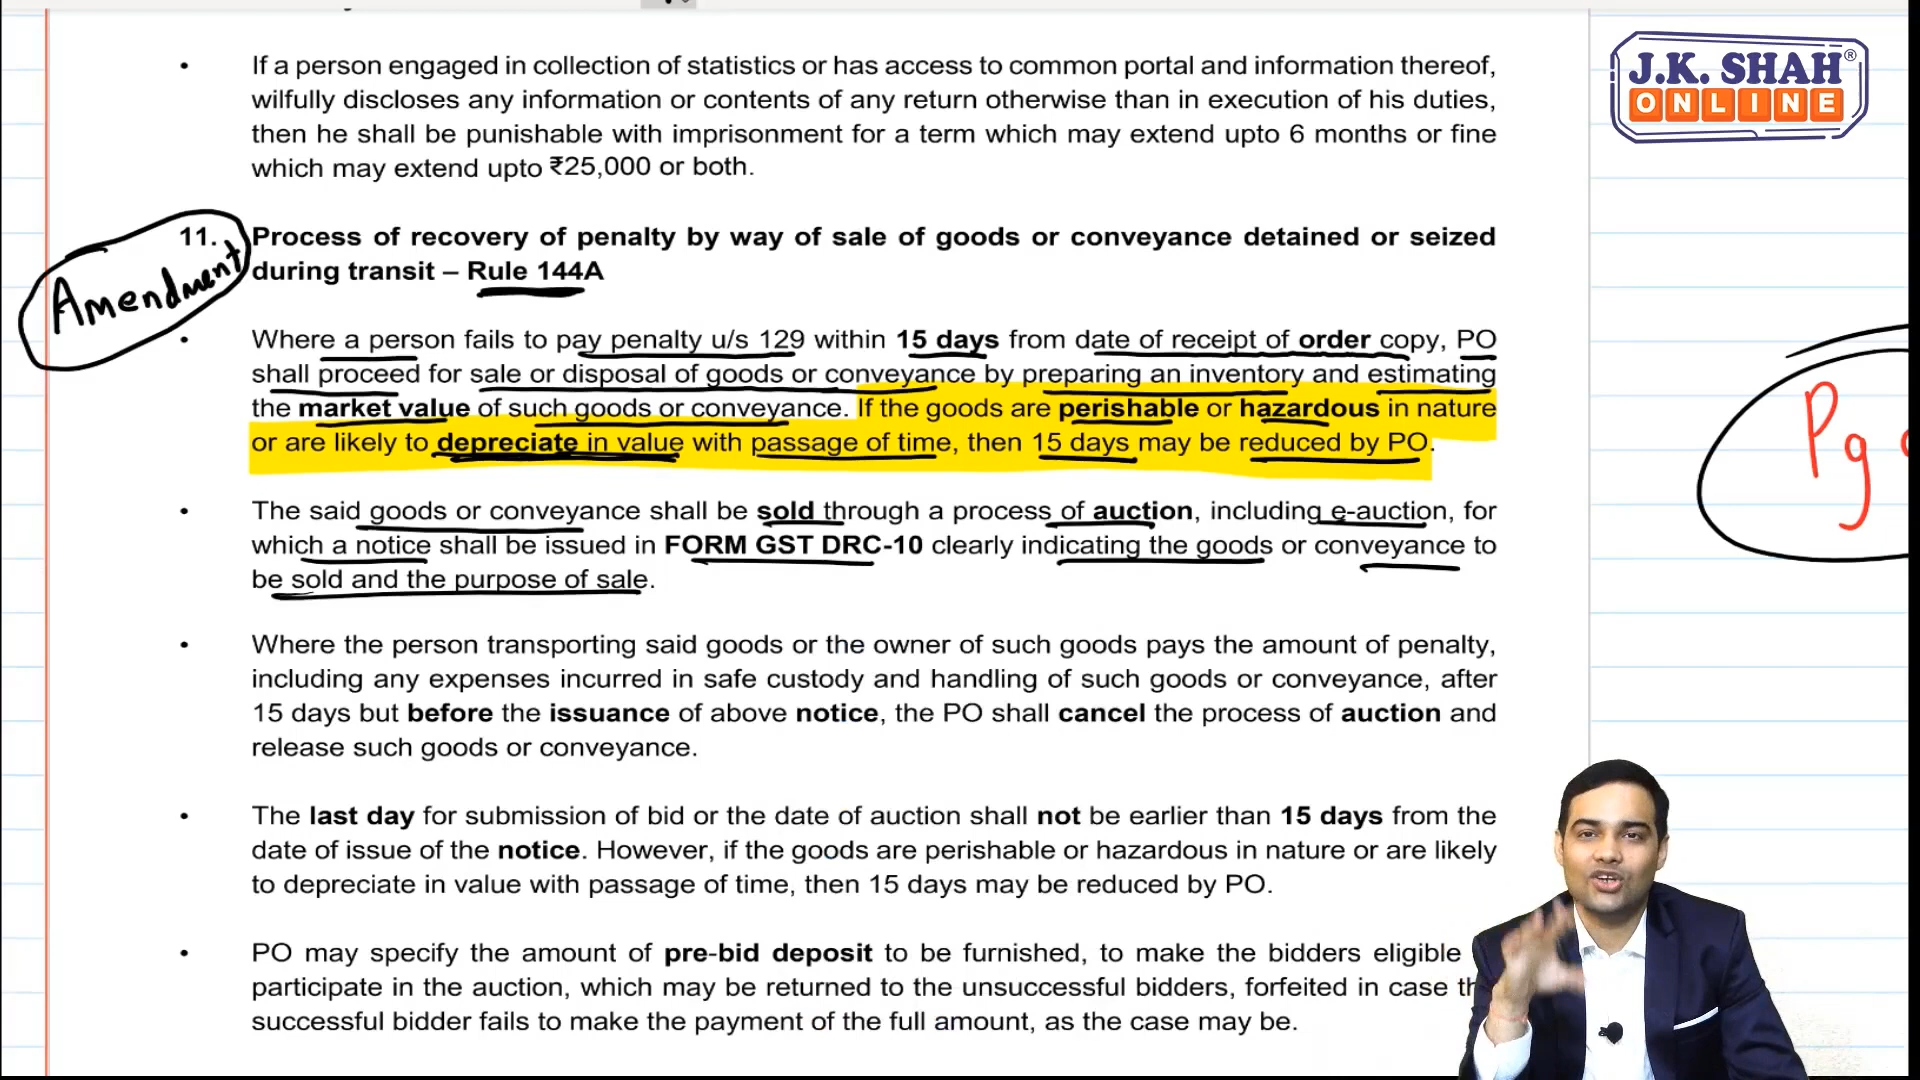 • If a person engaged in collection of statistics or has access to common portal and information thereof,
wilfully discloses any information or contents of any return otherwise than in execution of his duties,
then he shall be punishable with imprisonment for a term which may extend upto 6 months or fine
which may extend upto ₹25,000 or both.
J.K. SHAH®
ONLINE
11. Process of recovery of penalty by way of sale of goods or conveyance detained or seized
during transit – Rule 144A
Amendment
• Where a person fails to pay penalty u/s 129 within 15 days from date of receipt of order copy, PO
shall proceed for sale or disposal of goods or conveyance by preparing an inventory and estimating
the market value of such goods or conveyance. If the goods are perishable or hazardous in nature
or are likely to depreciate in value with passage of time, then 15 days may be reduced by PO.
Pg
• The said goods or conveyance shall be sold through a process of auction, including e-auction, for
which a notice shall be issued in FORM GST DRC-10 clearly indicating the goods or conveyance to
be sold and the purpose of sale.
• Where the person transporting said goods or the owner of such goods pays the amount of penalty,
including any expenses incurred in safe custody and handling of such goods or conveyance, after
15 days but before the issuance of above notice, the PO shall cancel the process of auction and
release such goods or conveyance.
• The last day for submission of bid or the date of auction shall not be earlier than 15 days from the
date of issue of the notice. However, if the goods are perishable or hazardous in nature or are likely
to depreciate in value with passage of time, then 15 days may be reduced by PO.
• PO may specify the amount of pre-bid deposit to be furnished, to make the bidders eligible
participate in the auction, which may be returned to the unsuccessful bidders, forfeited in case
successful bidder fails to make the payment of the full amount, as the case may be.